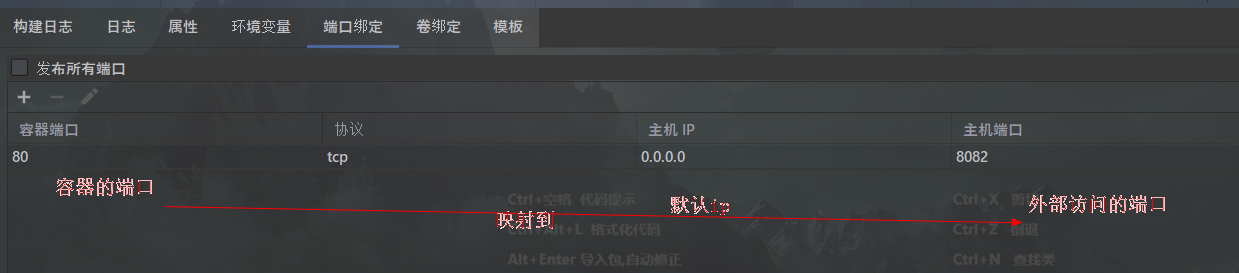 构建日志 日志 属性 环境变量 端口绑定 卷绑定 模板
发布所有端口
容器端口 协议 主机 IP 主机端口
80 tcp 0.0.0.0 8082
容器的端口 映封到 默认ip 外部访问的端口
Ctrl+空格 代码提示 Ctrl+X
Ctrl+Alt+L 格式化代码 Ctrl+Z 撤退
Alt+Enter 导入包,自动修正 Ctrl+N 查找类